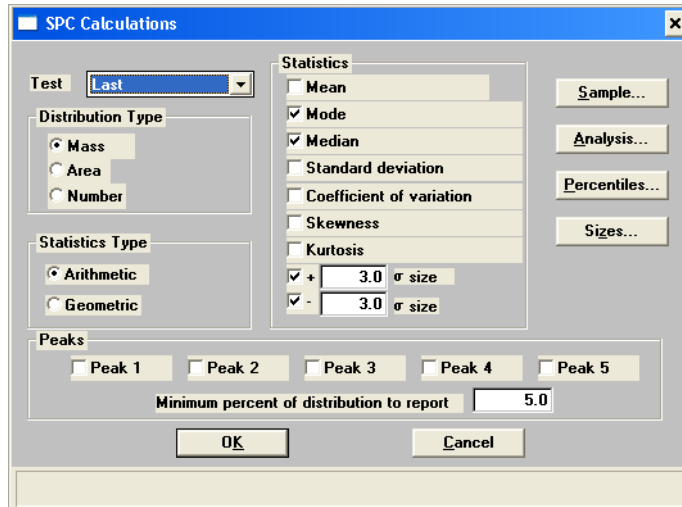 SPC Calculations
Test Last
Distribution Type
Mass
Area
Number
Statistics Type
Arithmetic
Geometric
Statistics
Mean
Mode
Median
Standard deviation
Coefficient of variation
Skewness
Kurtosis
+ 3.0 σ size
- 3.0 σ size
Sample...
Analysis...
Percentiles...
Sizes...
Peaks
Peak 1 Peak 2 Peak 3 Peak 4 Peak 5
Minimum percent of distribution to report 5.0
OK Cancel